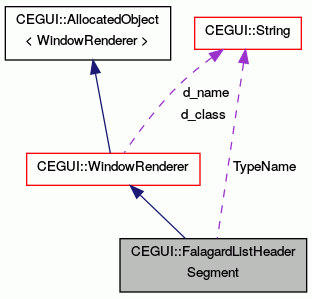 CEGUI::AllocatedObject
< WindowRenderer >
CEGUI::String
d_name
d_class
CEGUI::WindowRenderer
TypeName
CEGUI::FalagardListHeader
Segment